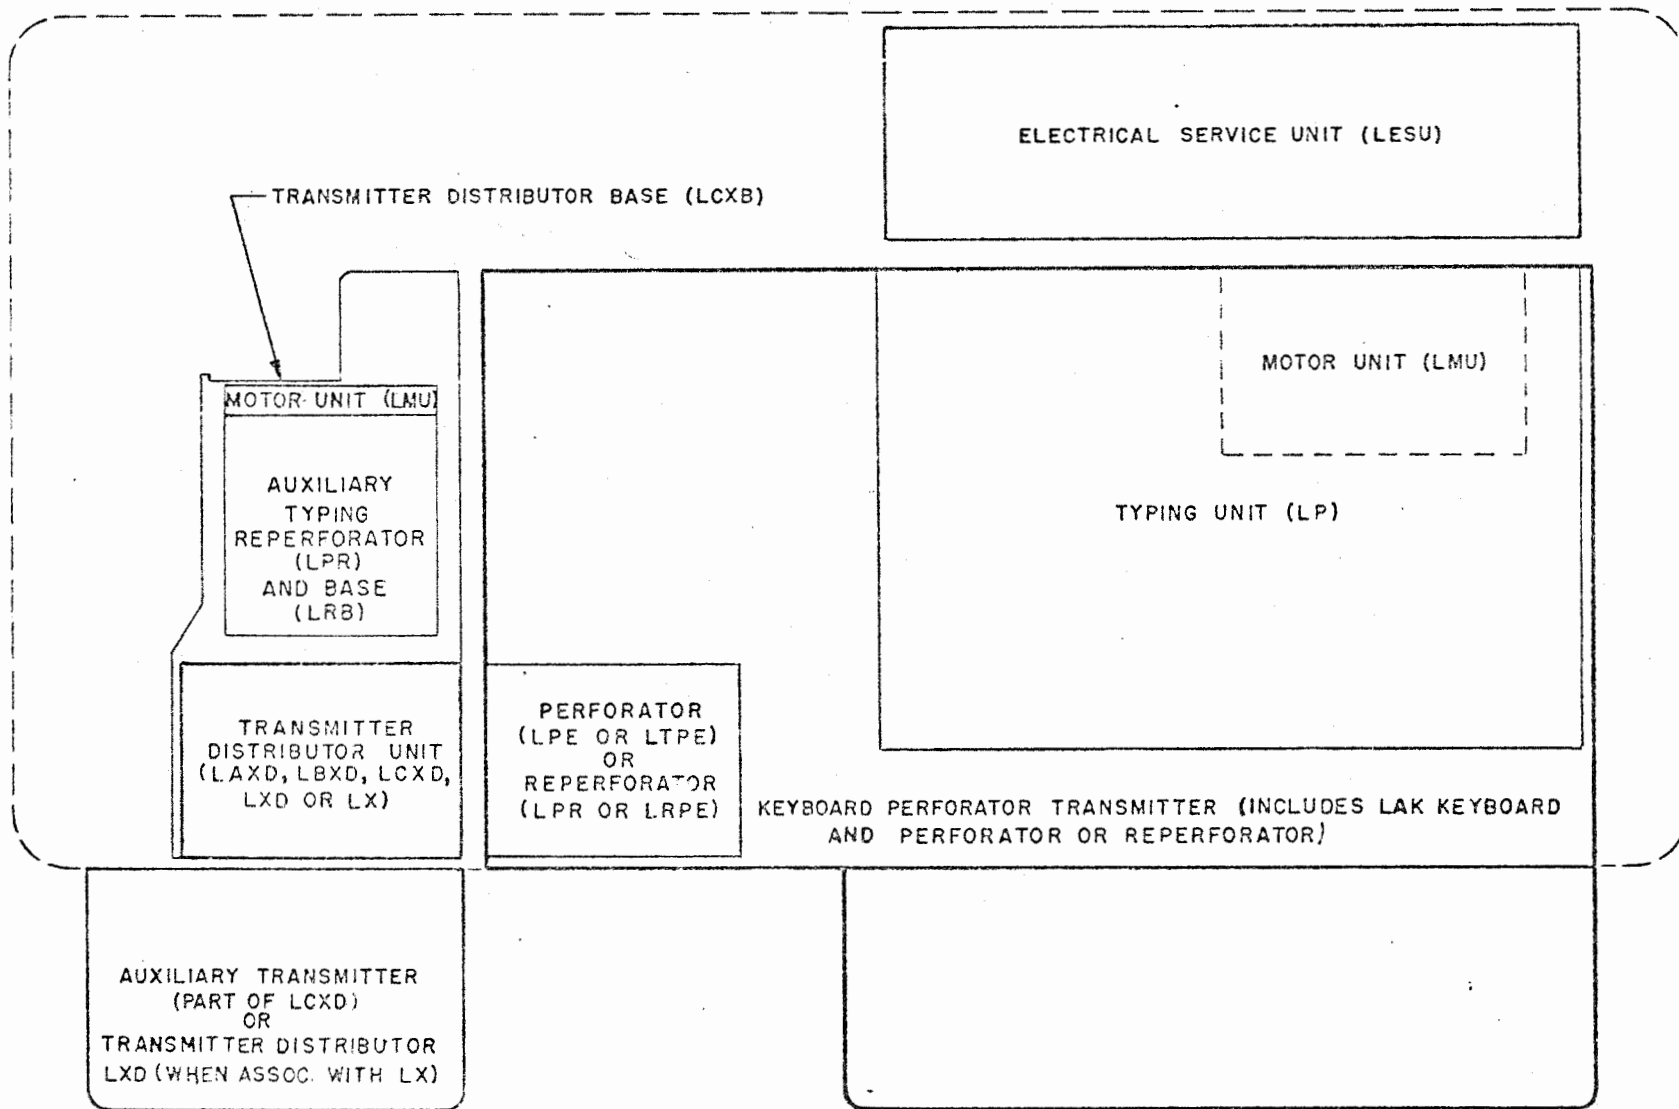 ELECTRICAL SERVICE UNIT (LESU)
TRANSMITTER DISTRIBUTOR BASE (LCXB)
MOTOR UNIT (LMU)
MOTOR UNIT (LMU)
AUXILIARY
TYPING
REPERFORATOR
(LPR)
AND BASE
(LRB)
TYPING UNIT (LP)
TRANSMITTER
DISTRIBUTOR UNIT
(LAXD, LBXD, LCXD,
LXD OR LX)
PERFORATOR
(LPE OR LTPE)
OR
REPERFORATOR
(LPR OR LRPE)
KEYBOARD PERFORATOR TRANSMITTER (INCLUDES LAK KEYBOARD
AND PERFORATOR OR REPERFORATOR)
AUXILIARY TRANSMITTER
(PART OF LCXD)
OR
TRANSMITTER DISTRIBUTOR
LXD (WHEN ASSOC. WITH LX)